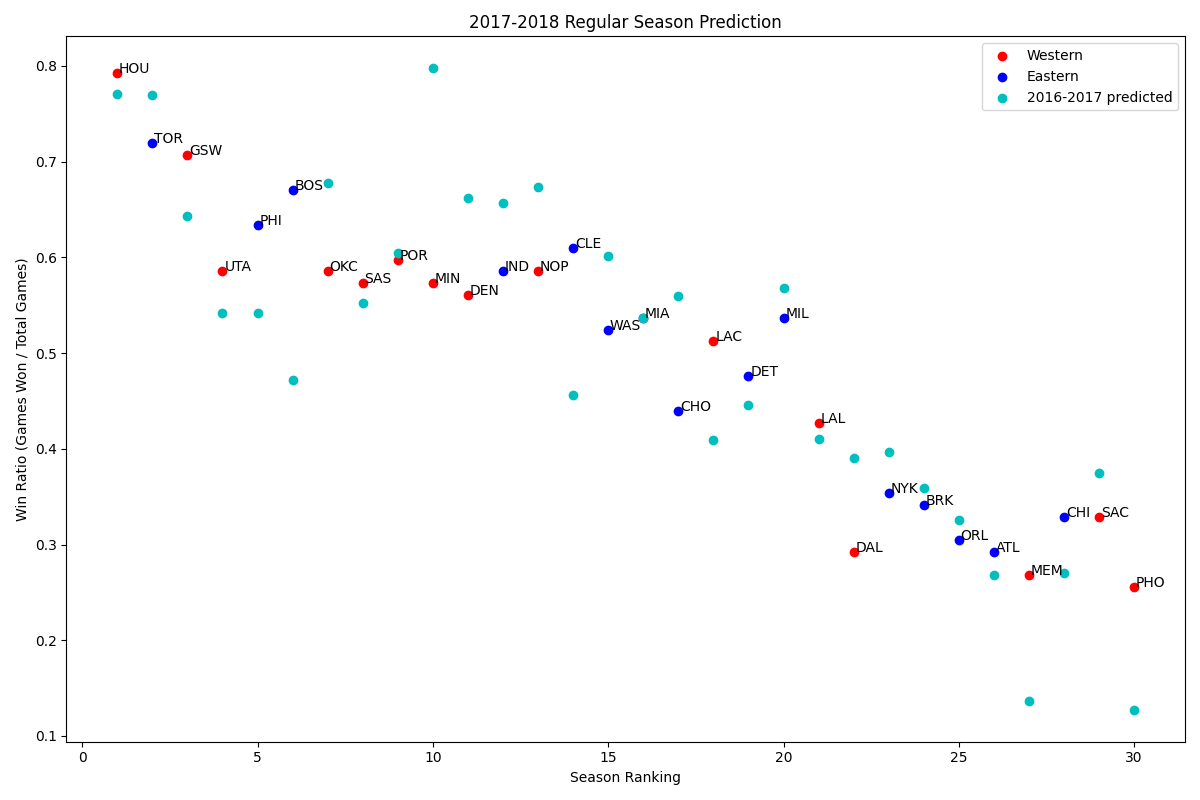 2017-2018 Regular Season Prediction
Western
Eastern
2016-2017 predicted
Win Ratio (Games Won / Total Games)
0.8
0.7
0.6
0.5
0.4
0.3
0.2
0.1
HOU
TOR
GSW
UTA
PHI
BOS
OKC
SAS
POR
MIN
DEN
IND
NOP
CLE
WAS
MIA
CHO
LAC
DET
MIL
LAL
DAL
NYK
BRK
ORL
ATL
MEM
CHI
SAC
PHO
0
5
10
15
20
25
30
Season Ranking